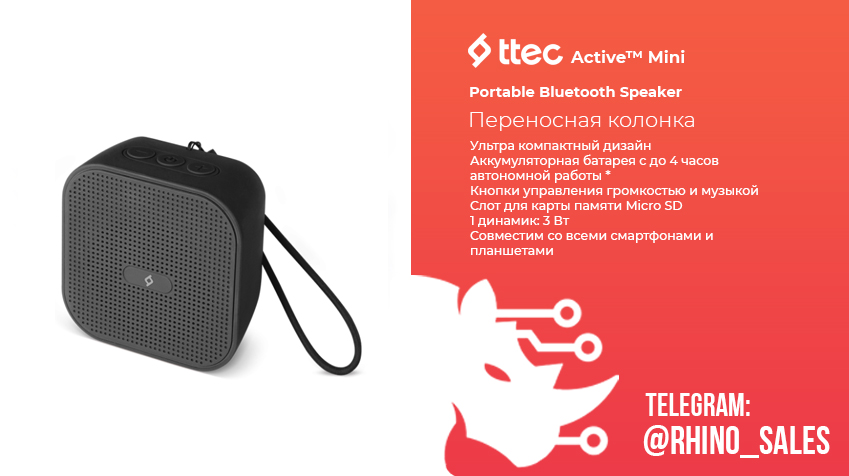 ttec Active™ Mini
Portable Bluetooth Speaker
Переносная колонка
Ультра компактный дизайн
Аккумуляторная батарея с до 4 часов
автономной работы *
Кнопки управления громкостью и музыкой
Слот для карты памяти Micro SD
1 динамик: 3 Вт
Совместим со всеми смартфонами и
планшетами
TELEGRAM:
@RHINO_SALES